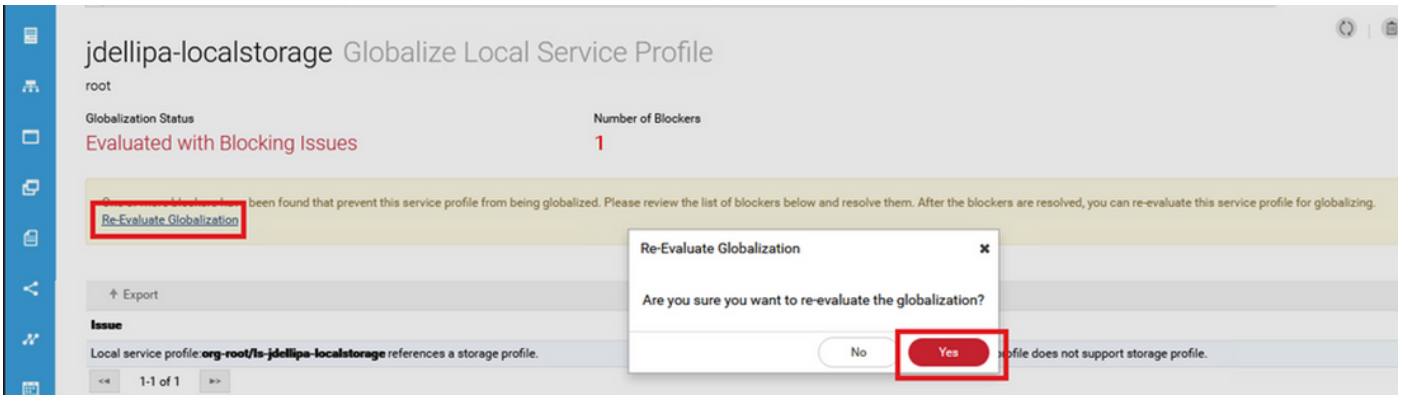 jdellipa-localstorage Globalize Local Service Profile
root
Globalization Status Number of Blockers
Evaluated with Blocking Issues 1
been found that prevent this service profile from being globalized. Please review the list of blockers below and resolve them. After the blockers are resolved, you can re-evaluate this service profile for globalizing.
Re-Evaluate Globalization
Re-Evaluate Globalization
Are you sure you want to re-evaluate the globalization?
No Yes
Export
Issue
Local service profile:org-root/ls-jdellipa-localstorage references a storage profile. does not support storage profile.
1-1 of 1